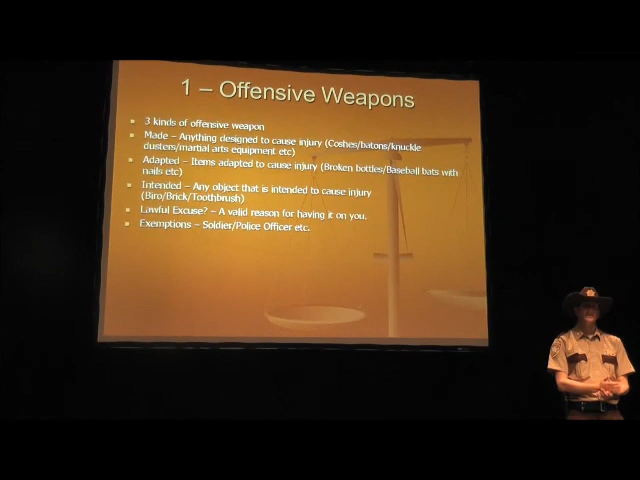 1 – Offensive Weapons
3 kinds of offensive weapon
Made – Anything designed to cause injury (Coshes/batons/knuckle
dusters/martial arts equipment etc)
Adapted – Items adapted to cause injury (Broken bottles/Baseball bats with
nails etc)
Intended – Any object that is intended to cause injury
(Biro/Brick/Toothbrush)
Lawful Excuse? – A valid reason for having it on you.
Exemptions – Soldier/Police Officer etc.